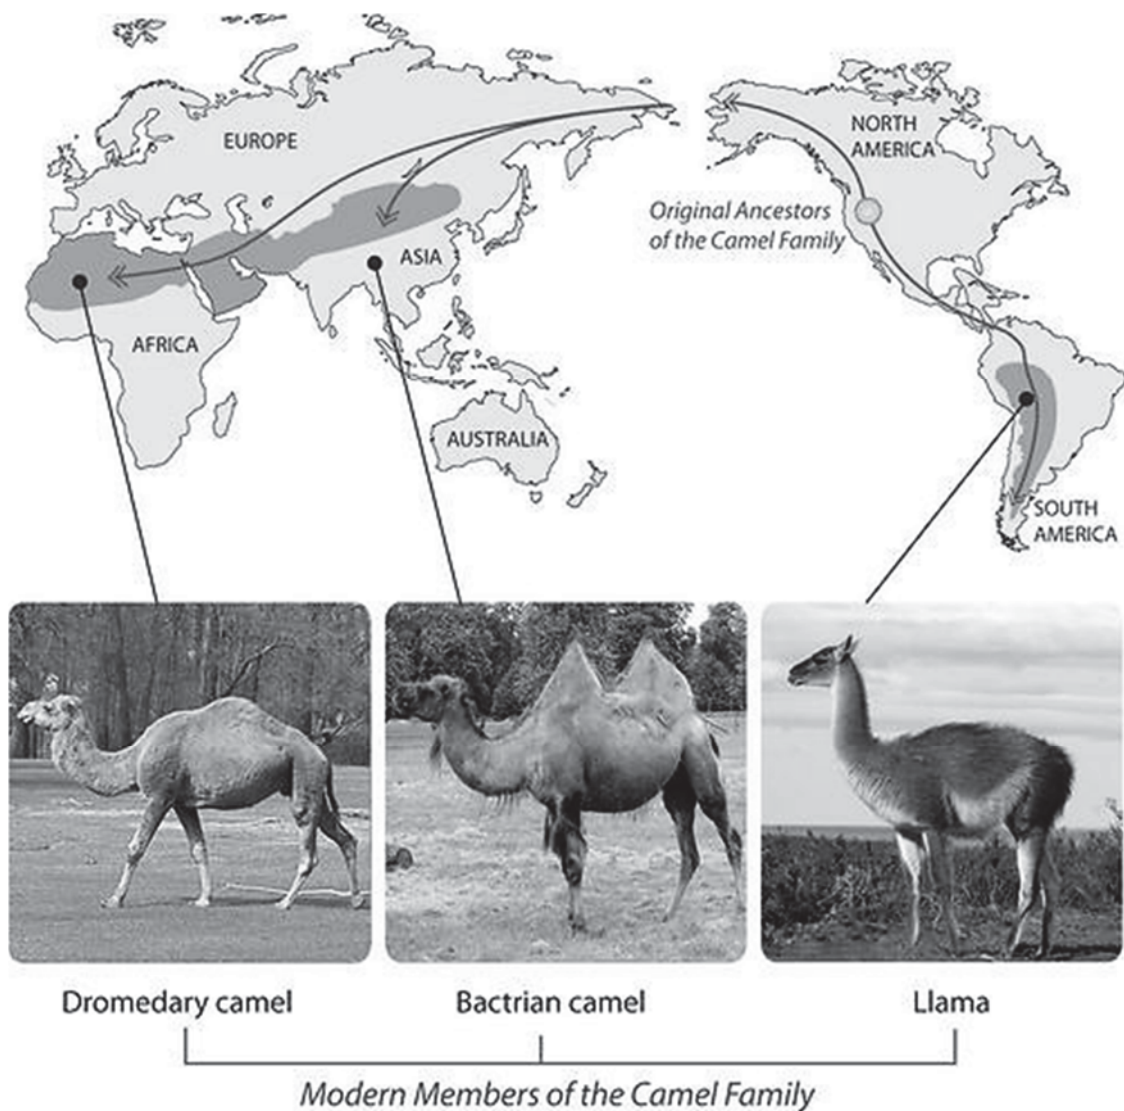 EUROPE
NORTH
AMERICA
Original Ancestors
of the Camel Family
ASIA
AFRICA
AUSTRALIA
SOUTH
AMERICA
Dromedary camel
Bactrian camel
Llama
Modern Members of the Camel Family